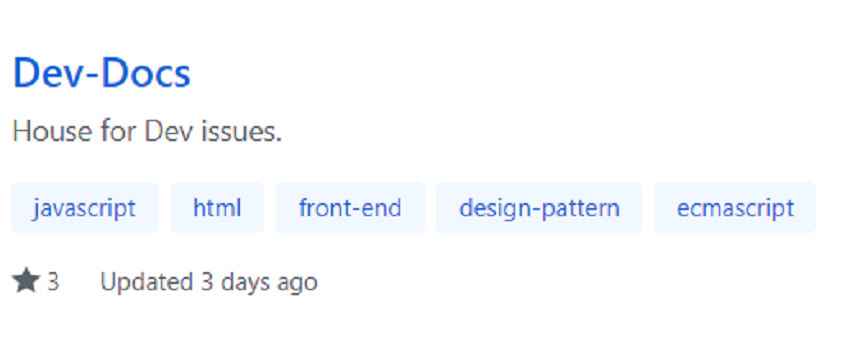 Dev-Docs
House for Dev issues.
javascript html front-end design-pattern ecmascript
3 Updated 3 days ago